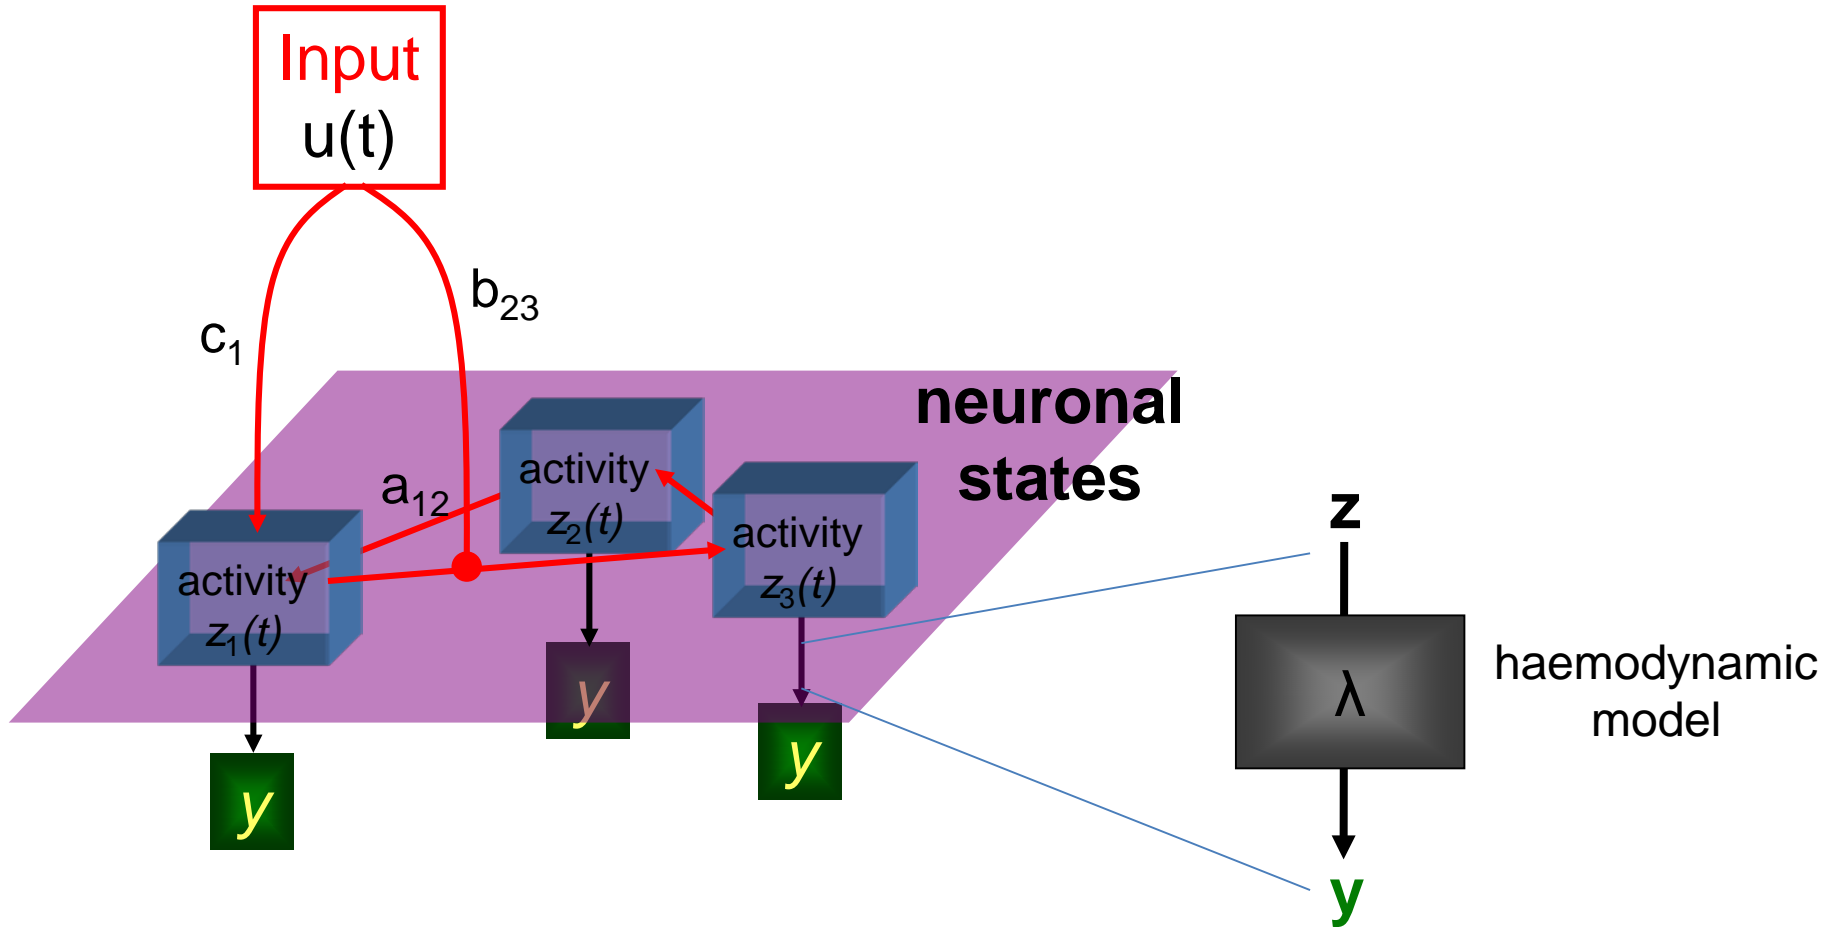 Input
u(t)
b23
c1
neuronal
states
a12
activity
z2(t)
activity
z3(t)
activity
z1(t)
z
λ
haemodynamic
model
y
y
y
y